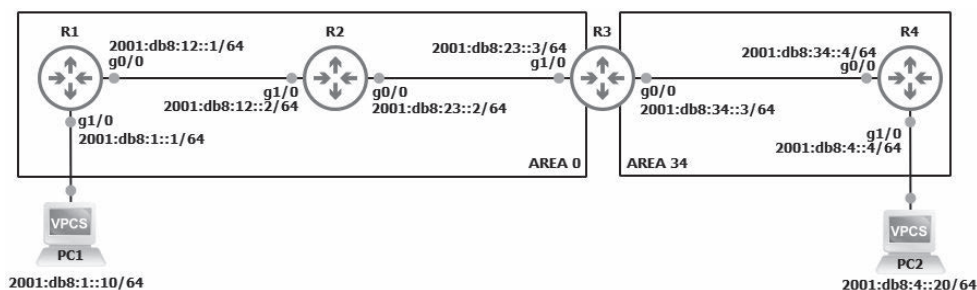 R1
2001:db8:12::1/64
g0/0
R2
g1/0
2001:db8:12::2/64
2001:db8:23::3/64
g1/0
g0/0
2001:db8:23::2/64
R3
R4
2001:db8:34::4/64
g0/0
g0/0
2001:db8:34::3/64
g1/0
2001:db8:1::1/64
g1/0
2001:db8:4::4/64
AREA 0
AREA 34
VPCS
PC1
2001:db8:1::10/64
VPCS
PC2
2001:db8:4::20/64